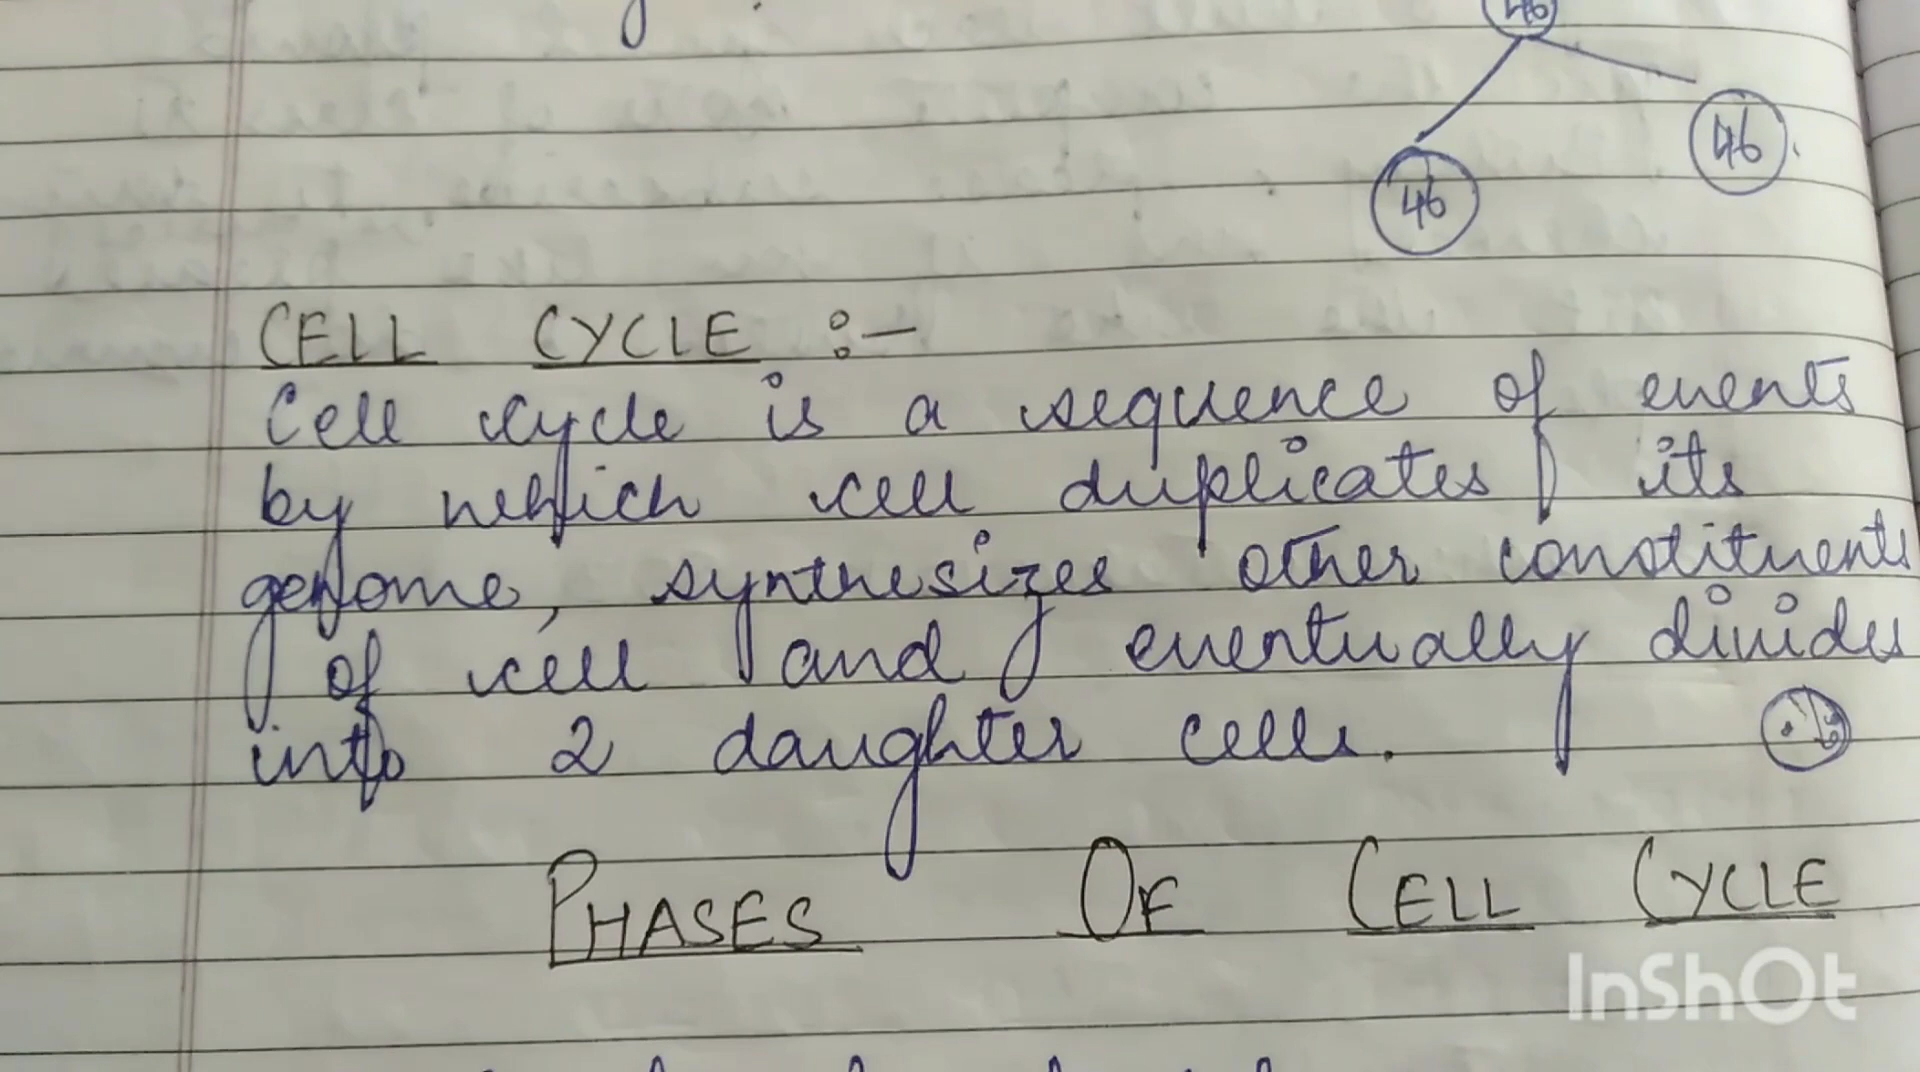 46
46
46
CELL CYCLE :-
Cell cycle is a sequence of events
by which cell duplicates its
genome, synthesizes other constituents
of cell and eventually divides
into 2 daughter cells.
PHASES OF CELL CYCLE
InShOt